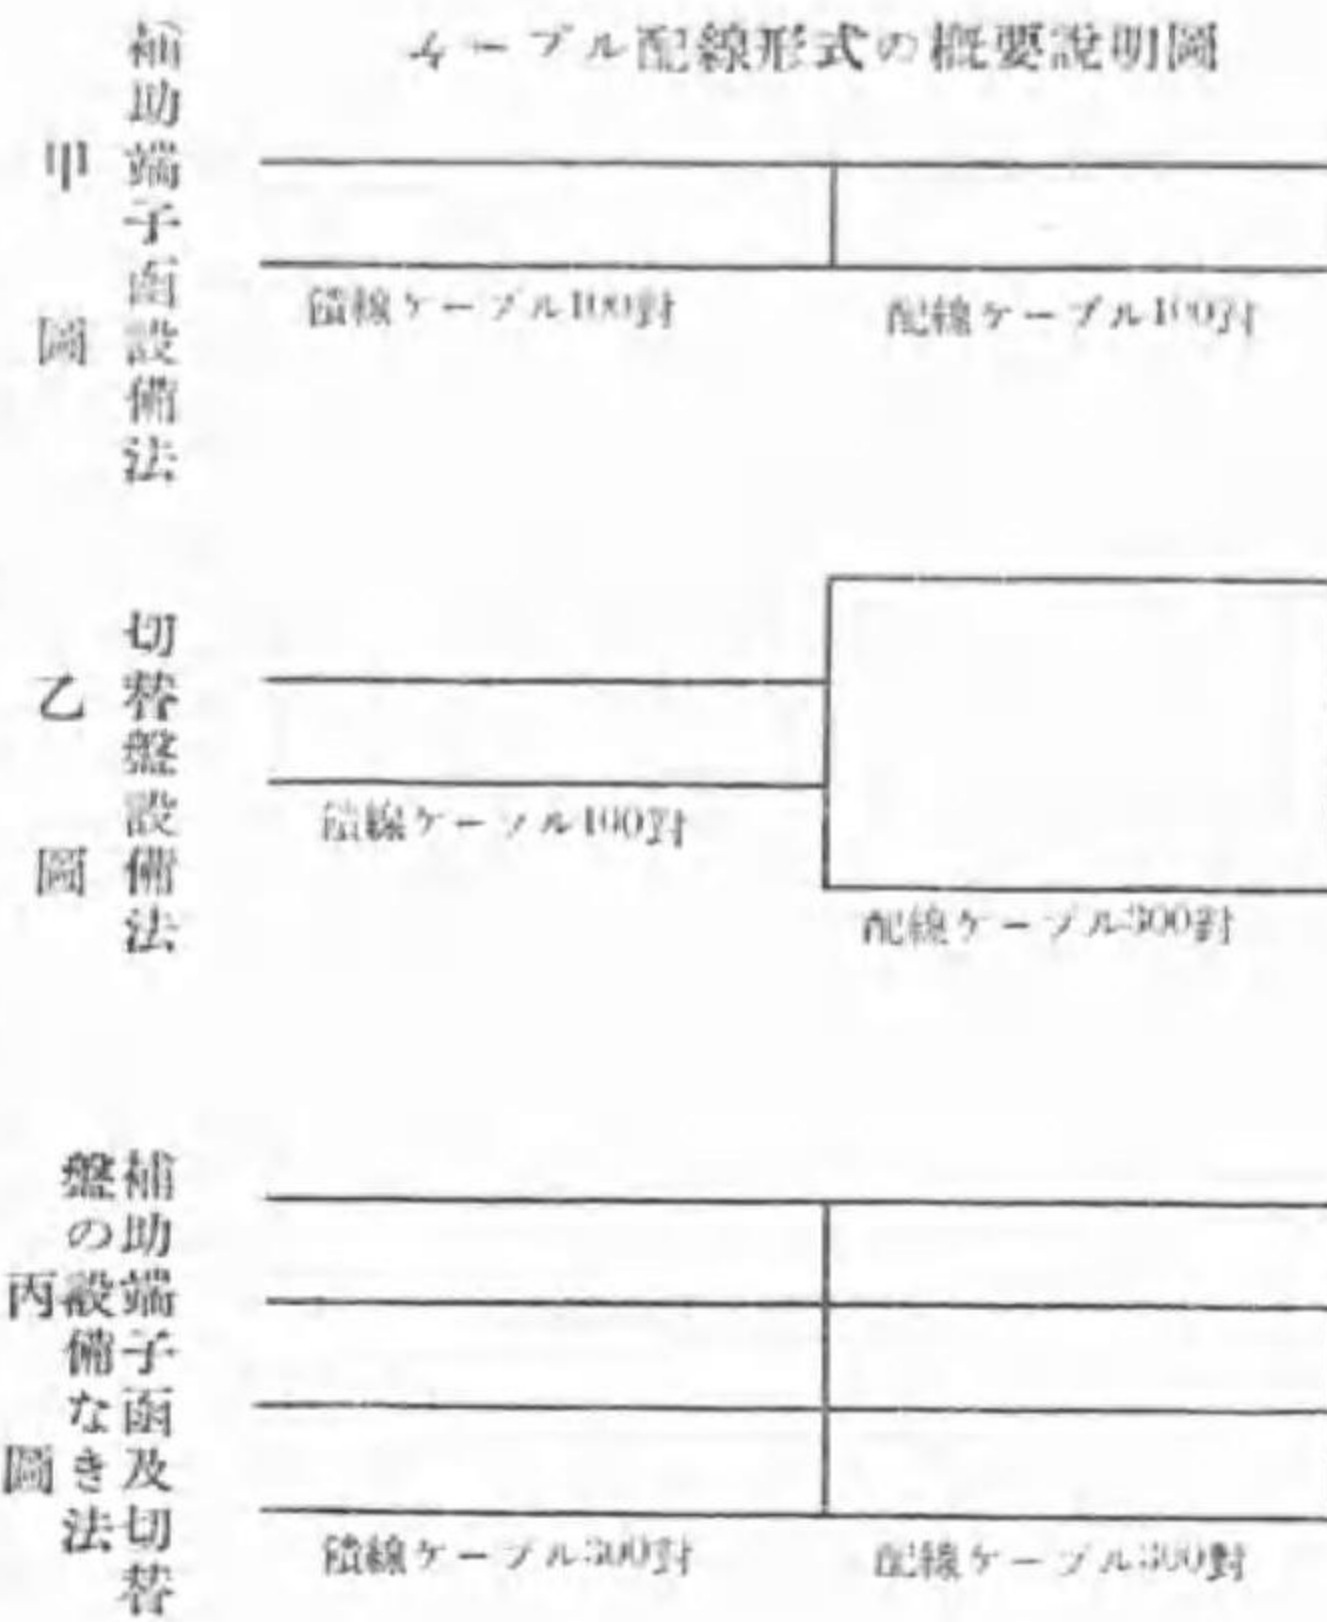 ケーブル配線形式の概要説明圖
補助端子函設備法
甲圖
饋線ケーブル100對
配線ケーブル100對
切替盤設備法
乙圖
饋線ケーブル100對
配線ケーブル300對
補助端子函及切替
盤の設備なき法
丙圖
饋線ケーブル300對
配線ケーブル300對